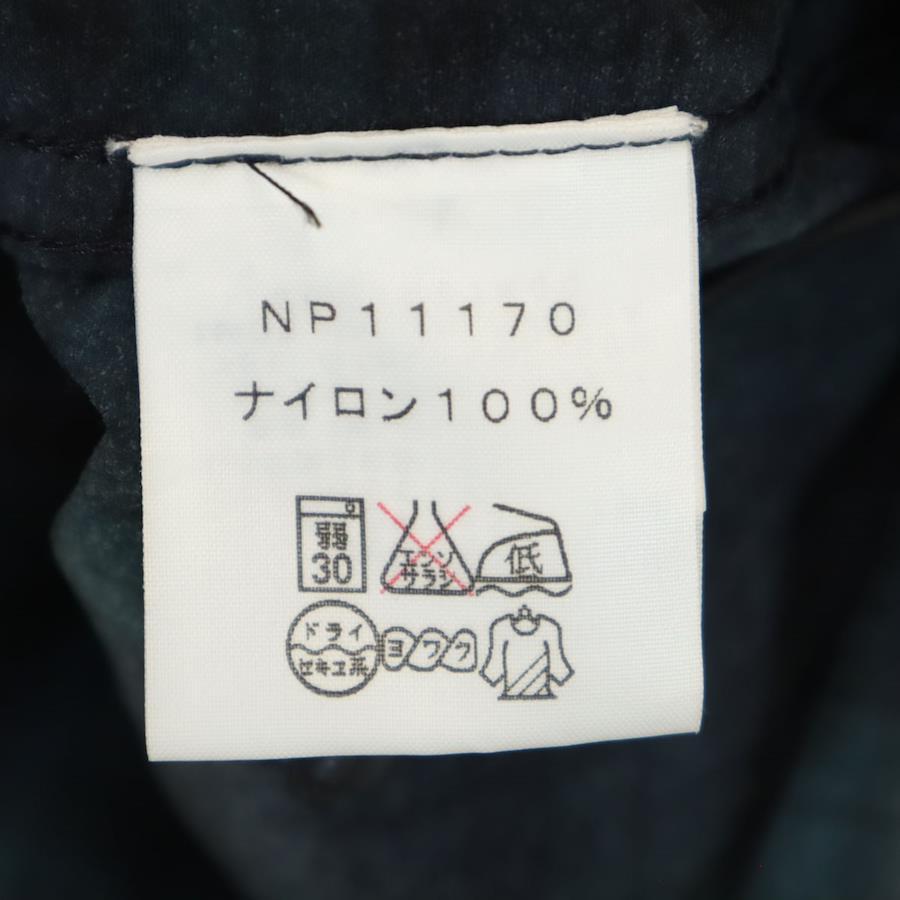 NP11170
ナイロン100%
弱 エンソ 低
30 サラシ
ドライ ヨワク
セキユ系